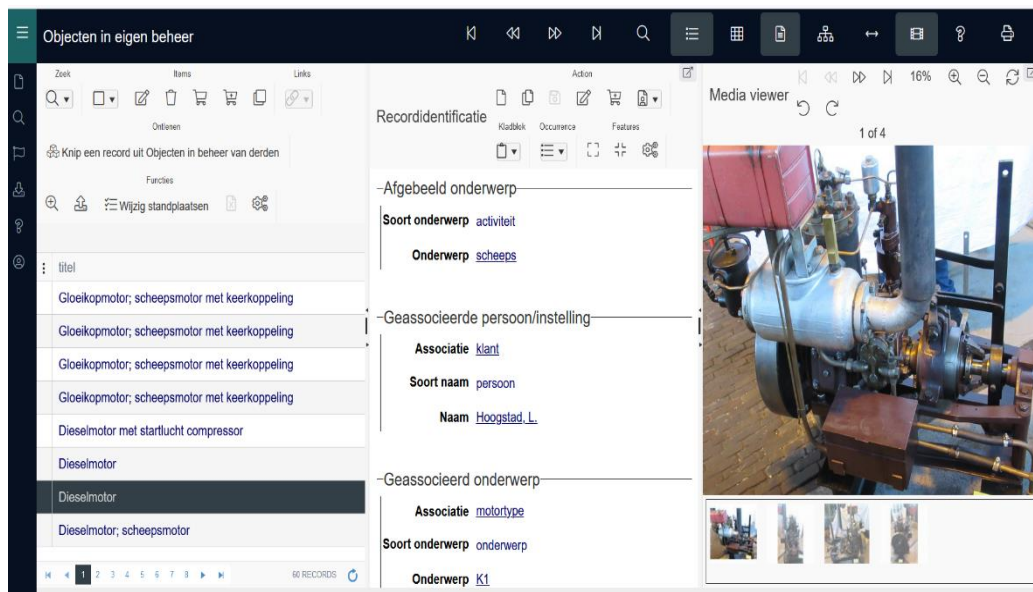 Objecten in eigen beheer
Zoek Items Links
Ontlenen
Knip een record uit Objecten in beheer van derden
Functies
Wijzig standplaatsen
titel
Gloeikopmotor; scheepsmotor met keerkoppeling
Gloeikopmotor; scheepsmotor met keerkoppeling
Gloeikopmotor; scheepsmotor met keerkoppeling
Gloeikopmotor; scheepsmotor met keerkoppeling
Dieselmotor met startlucht compressor
Dieselmotor
Dieselmotor
Dieselmotor; scheepsmotor
1 2 3 4 5 6 7 8 60 RECORDS
Action
Recordidentificatie
Kladblok Occurrence Features
Afgebeeld onderwerp
Soort onderwerp activiteit
Onderwerp scheeps
Geassocieerde persoon/instelling
Associatie klant
Soort naam persoon
Naam Hoogstad, L.
Geassocieerd onderwerp
Associatie motortype
Soort onderwerp onderwerp
Onderwerp K1
16%
Media viewer
1 of 4